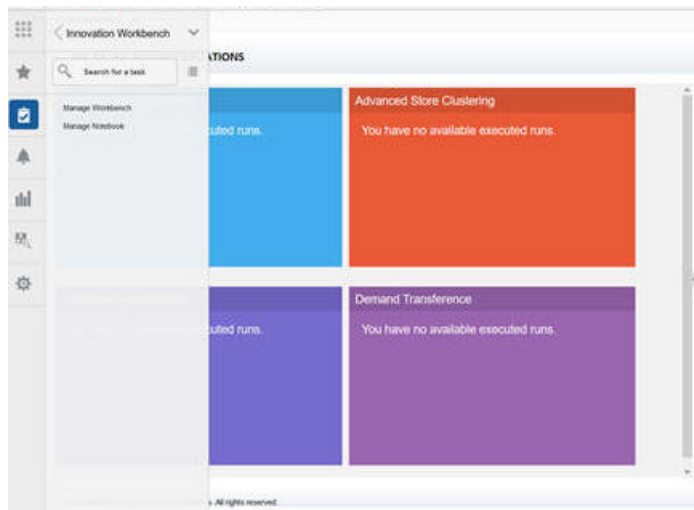 Innovation Workbench
Search for a task
Manage Workbench
Manage Notebook
ATIONS
uted runs.
Advanced Store Clustering
You have no available executed runs.
uted runs.
Demand Transference
You have no available executed runs.
All rights reserved.